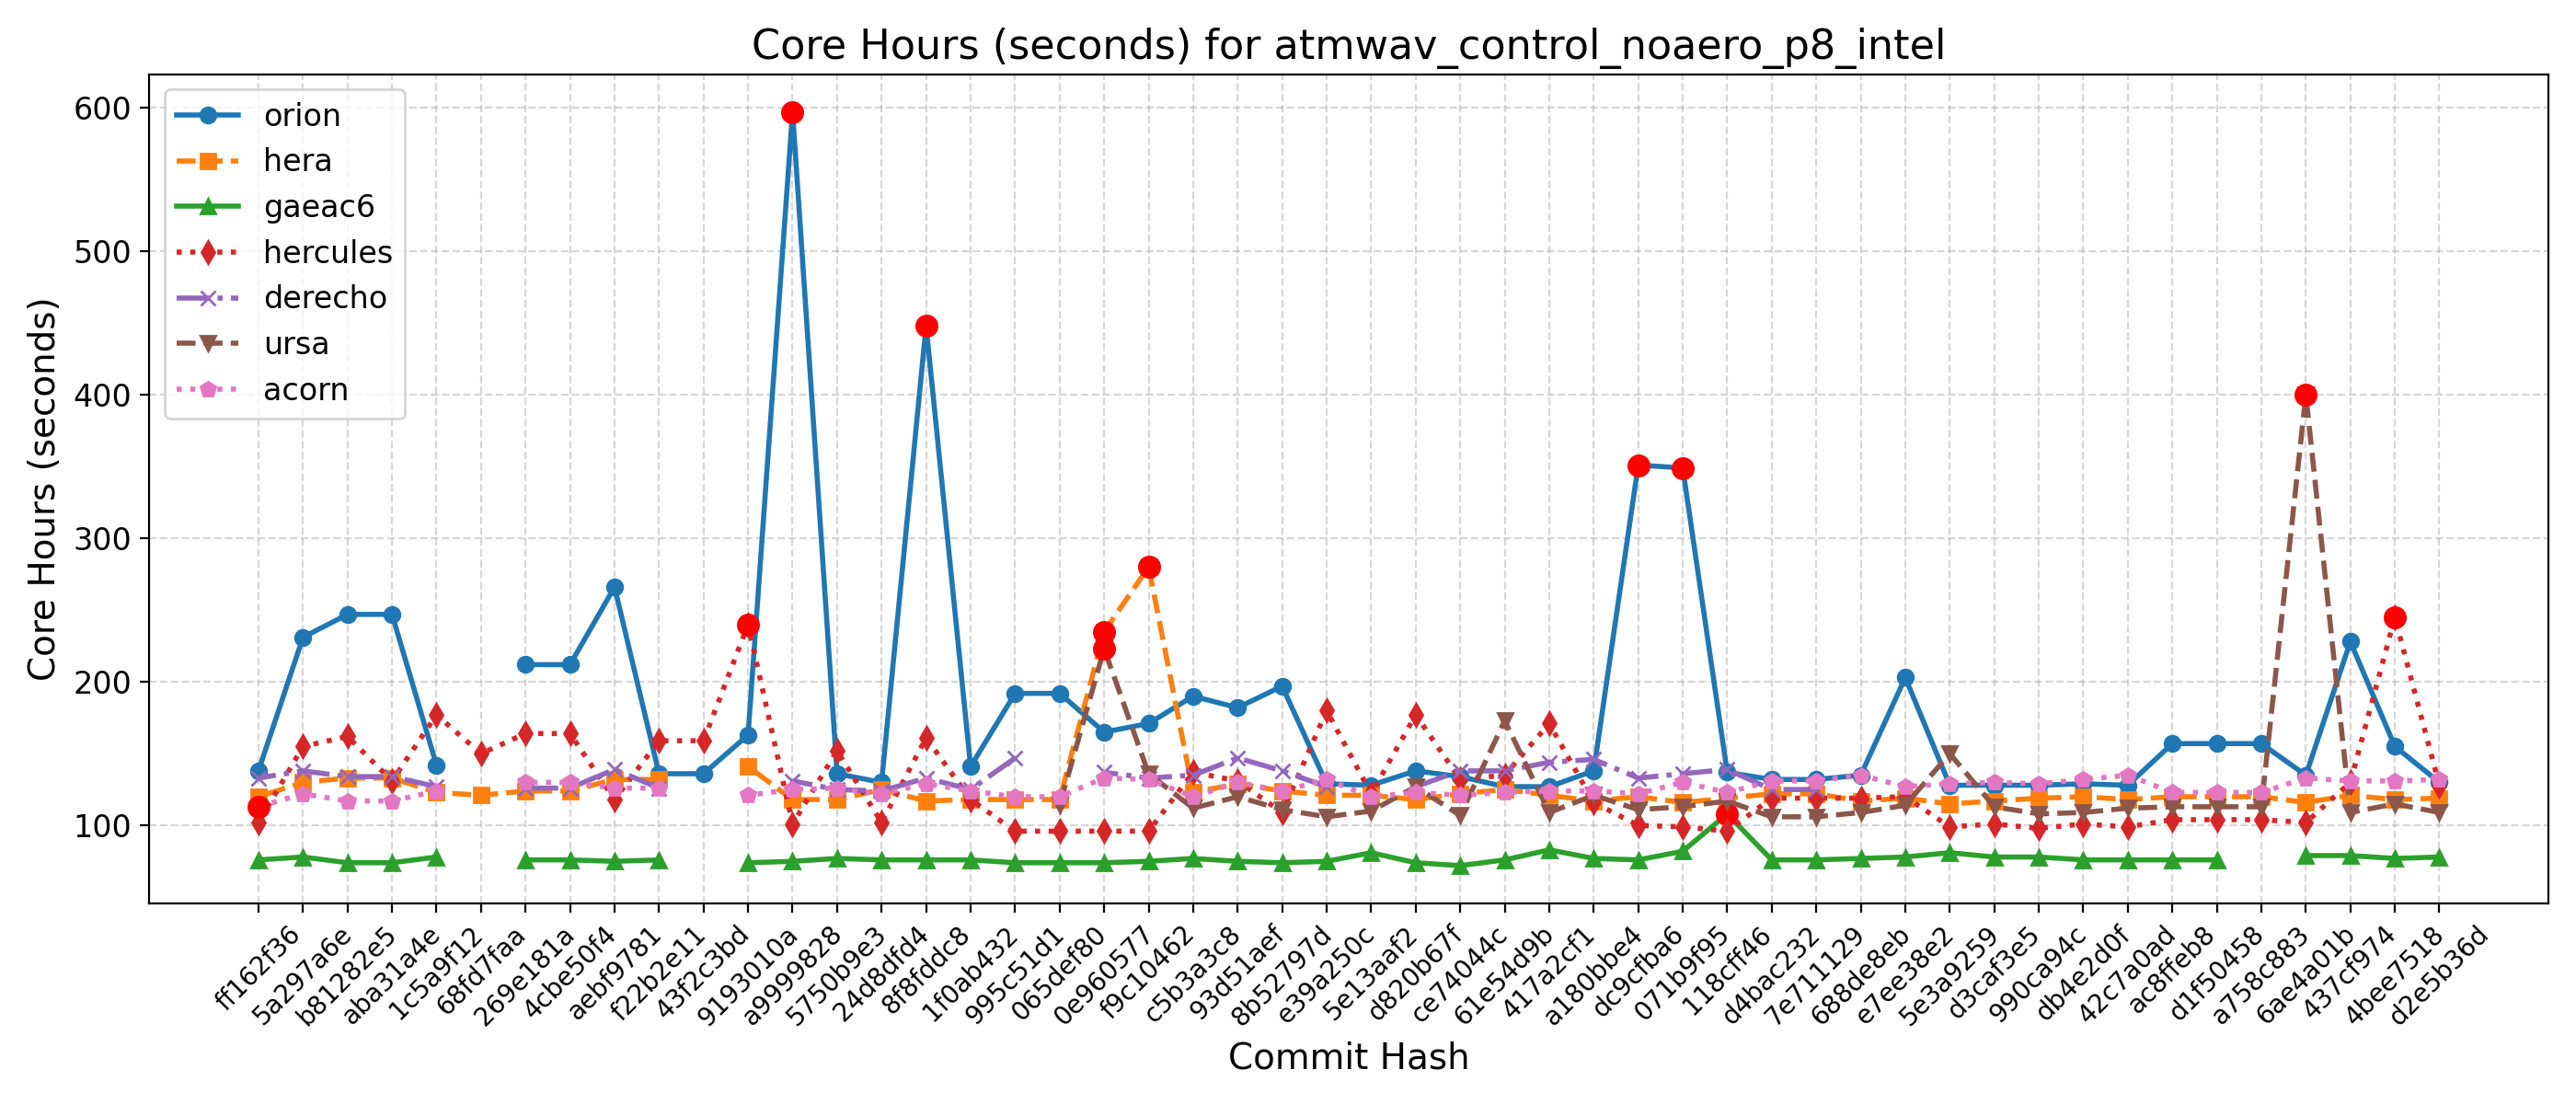 Core Hours (seconds) for atmwav_control_noaero_p8_intel
Core Hours (seconds)
600
500
400
300
200
100
orion
hera
gaeac6
hercules
derecho
ursa
acorn
ff162f36
5a297a6e
b81282e5
aba31a4e
1c5a9f12
68fd7faa
269e181a
4cbe50f4
aebf9781
f22b2e11
43f2c3bd
9193010a
a9999828
5750b9e3
24d8dfd4
8f8fddc8
1f0ab432
995c51d1
065def80
0e960577
f9c10462
c5b3a3c8
93d51aef
8b52797d
e39a250c
5e13aaf2
d820b67f
ce74044c
61e54d9b
417a2cf1
a180bbe4
dc9cfba6
071b9f95
118cff46
d4bac232
7e711129
688de8eb
e7ee38e2
5e3a9259
d3caf3e5
990ca94c
db4e2d0f
42c7a0ad
ac8ffeb8
d1f50458
a758c883
6ae4a01b
437cf974
4bee7518
d2e5b36d
Commit Hash